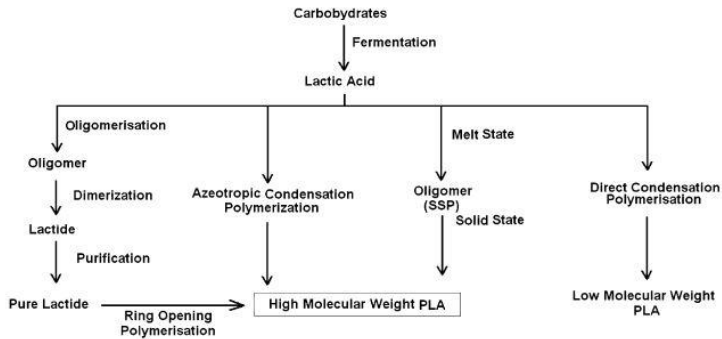 Carbobydrates
Fermentation
Lactic Acid
Oligomerisation
Melt State
Oligomer
Azeotropic Condensation
Polymerization
Oligomer
(SSP)
Direct Condensation
Polymerisation
Dimerization
Solid State
Lactide
Purification
Pure Lactide
Ring Opening
Polymerisation
High Molecular Weight PLA
Low Molecular Weight
PLA